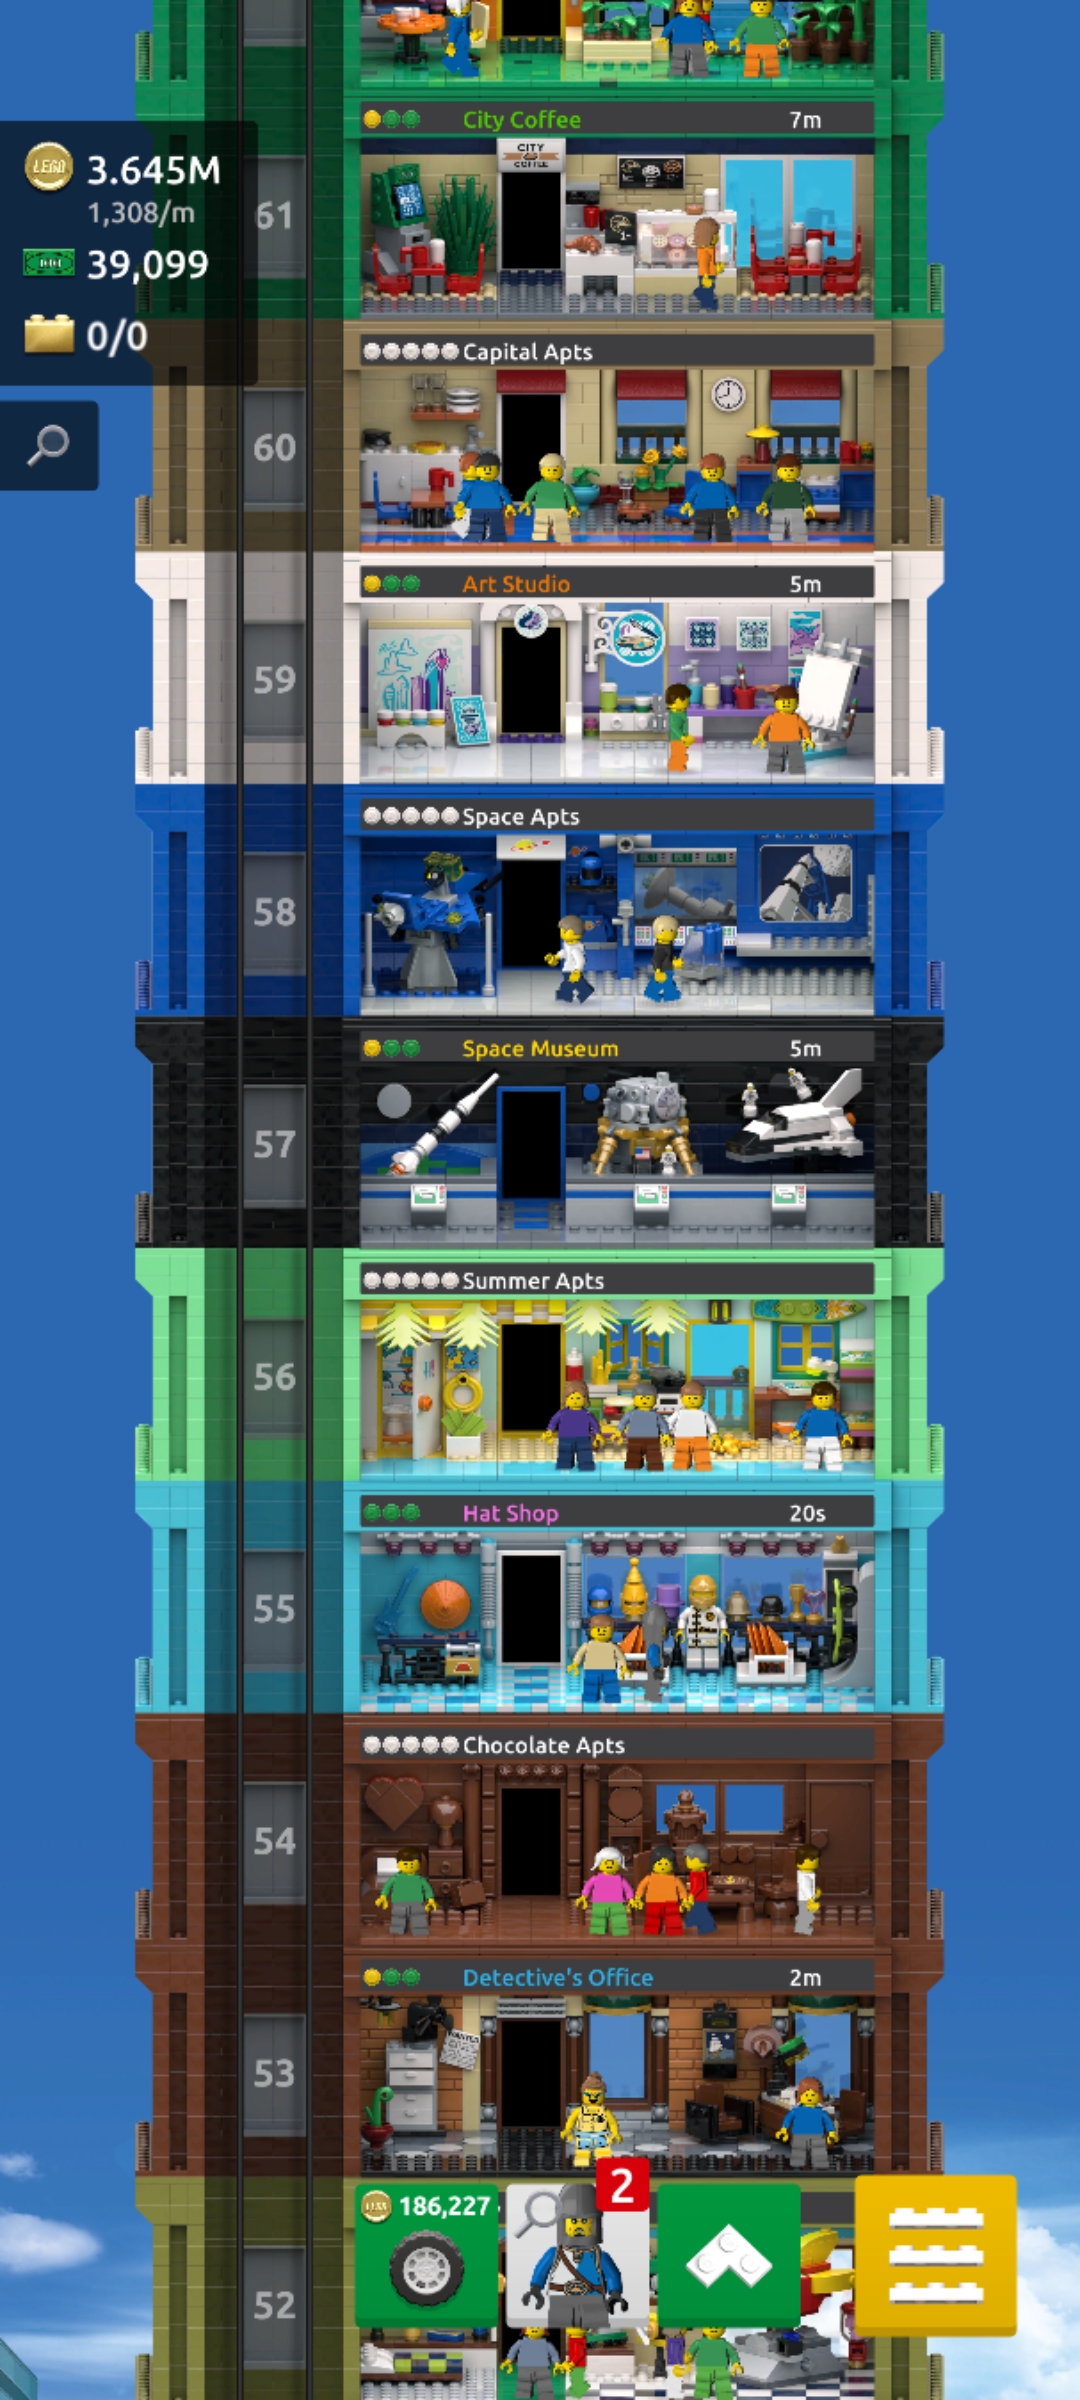 City Coffee 7m
CITY
COFFEE
LEGO 3.645M
1,308/m
39,099
0/0
61
Capital Apts
60
Art Studio 5m
59
Space Apts
58
Space Museum 5m
57
Summer Apts
56
Hat Shop 20s
55
Chocolate Apts
54
Detective's Office 2m
WANTED
53
2
186,227
52